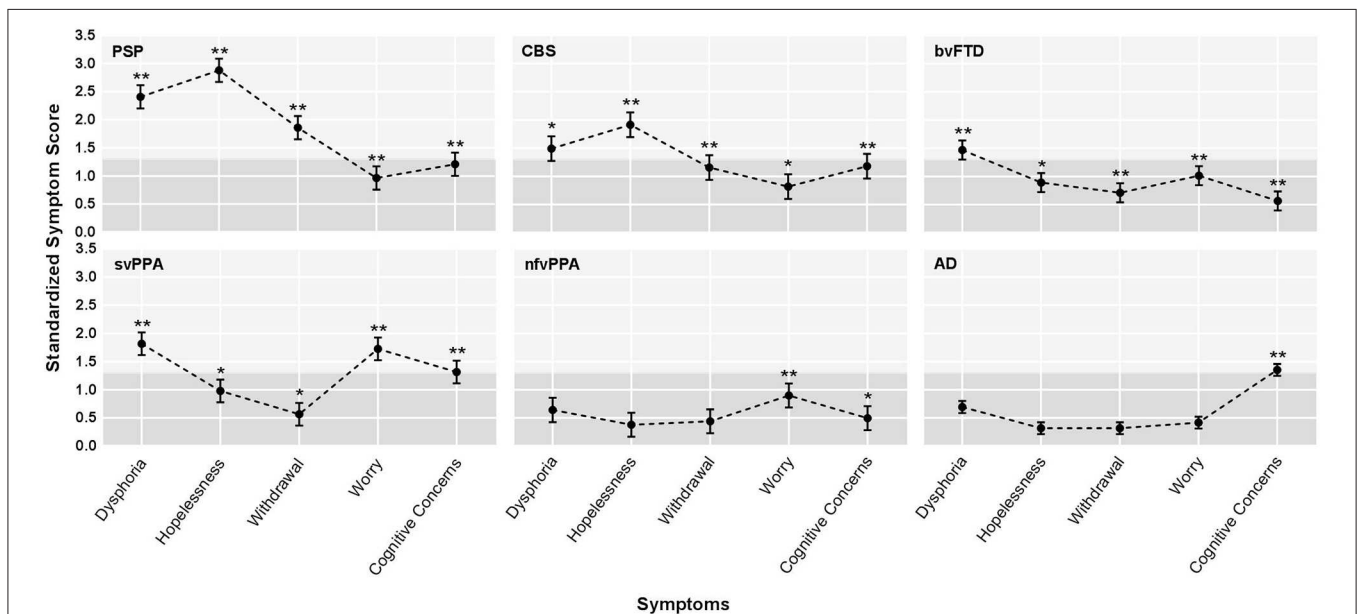 Standardized Symptom Score
3.5
3.0
2.5
2.0
1.5
1.0
0.5
0.0
PSP
**
**
**
**
**
CBS
*
**
**
*
**
bvFTD
**
*
**
**
**
3.5
3.0
2.5
2.0
1.5
1.0
0.5
0.0
svPPA
**
*
*
**
**
nfvPPA
**
*
AD
**
Dysphoria
Hopelessness
Withdrawal
Worry
Cognitive Concerns
Dysphoria
Hopelessness
Withdrawal
Worry
Cognitive Concerns
Dysphoria
Hopelessness
Withdrawal
Worry
Cognitive Concerns
Symptoms